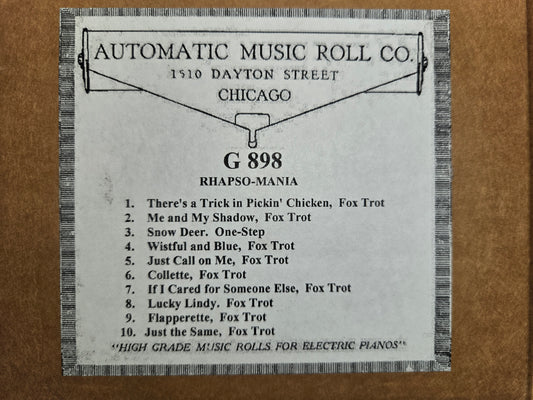 AUTOMATIC MUSIC ROLL CO.
1510 DAYTON STREET
CHICAGO
G 898
RHAPSO-MANIA
1. There's a Trick in Pickin' Chicken, Fox Trot
2. Me and My Shadow, Fox Trot
3. Snow Deer. One-Step
4. Wistful and Blue, Fox Trot
5. Just Call on Me, Fox Trot
6. Collette, Fox Trot
7. If I Cared for Someone Else, Fox Trot
8. Lucky Lindy. Fox Trot
9. Flapperette, Fox Trot
10. Just the Same, Fox Trot
"HIGH GRADE MUSIC ROLLS FOR ELECTRIC PIANOS"